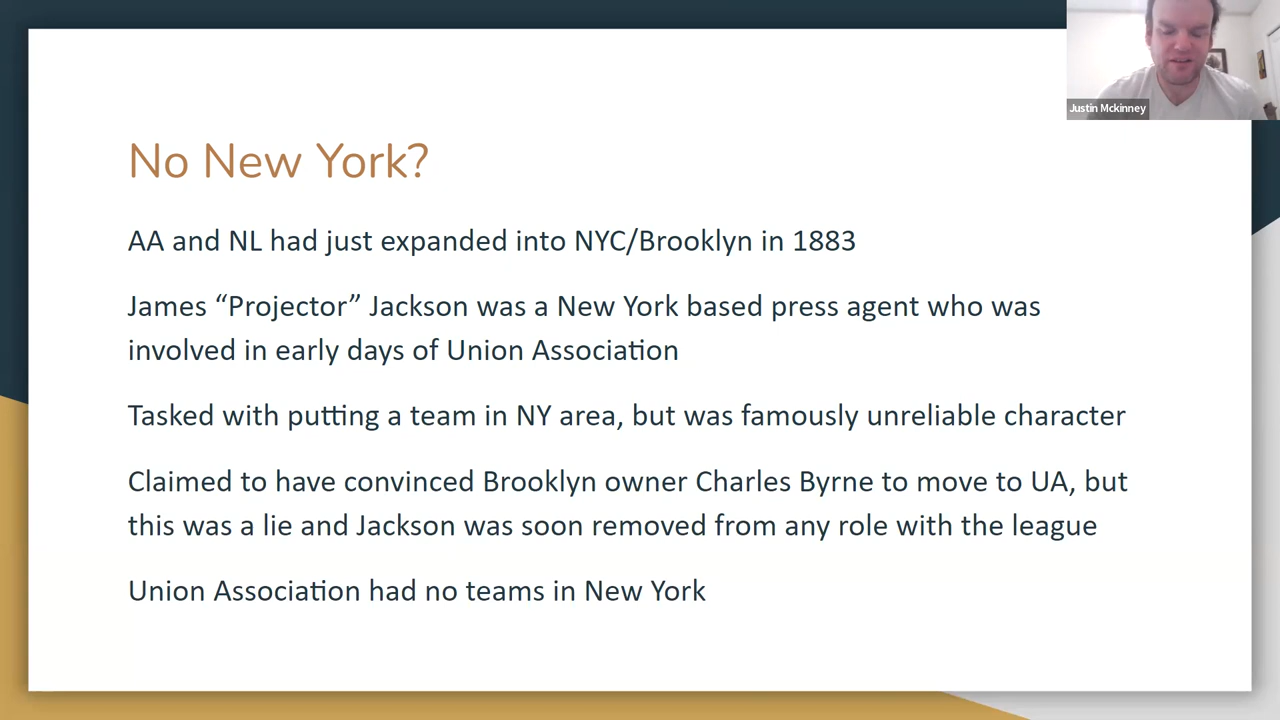 Justin Mckinney
No New York?
AA and NL had just expanded into NYC/Brooklyn in 1883
James “Projector” Jackson was a New York based press agent who was
involved in early days of Union Association
Tasked with putting a team in NY area, but was famously unreliable character
Claimed to have convinced Brooklyn owner Charles Byrne to move to UA, but
this was a lie and Jackson was soon removed from any role with the league
Union Association had no teams in New York